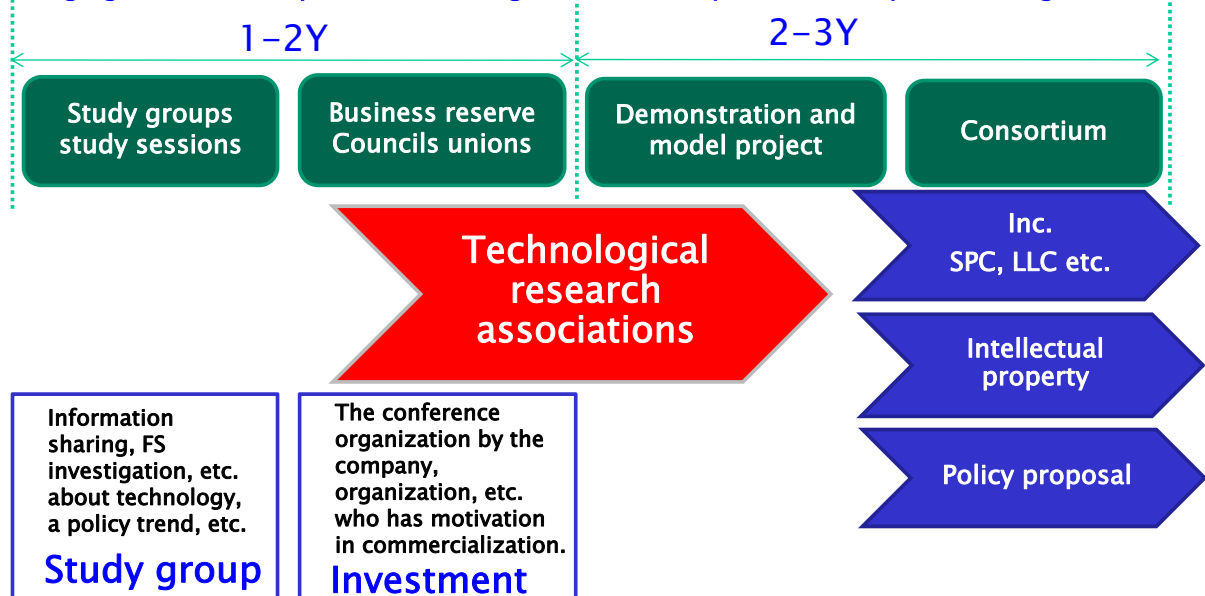 1-2Y
2-3Y
Study groups
study sessions
Business reserve
Councils unions
Demonstration and
model project
Consortium
Technological
research
associations
Inc.
SPC, LLC etc.
Intellectual
property
Policy proposal
Information
sharing, FS
investigation, etc.
about technology,
a policy trend, etc.
Study group
The conference
organization by the
company,
organization, etc.
who has motivation
in commercialization.
Investment